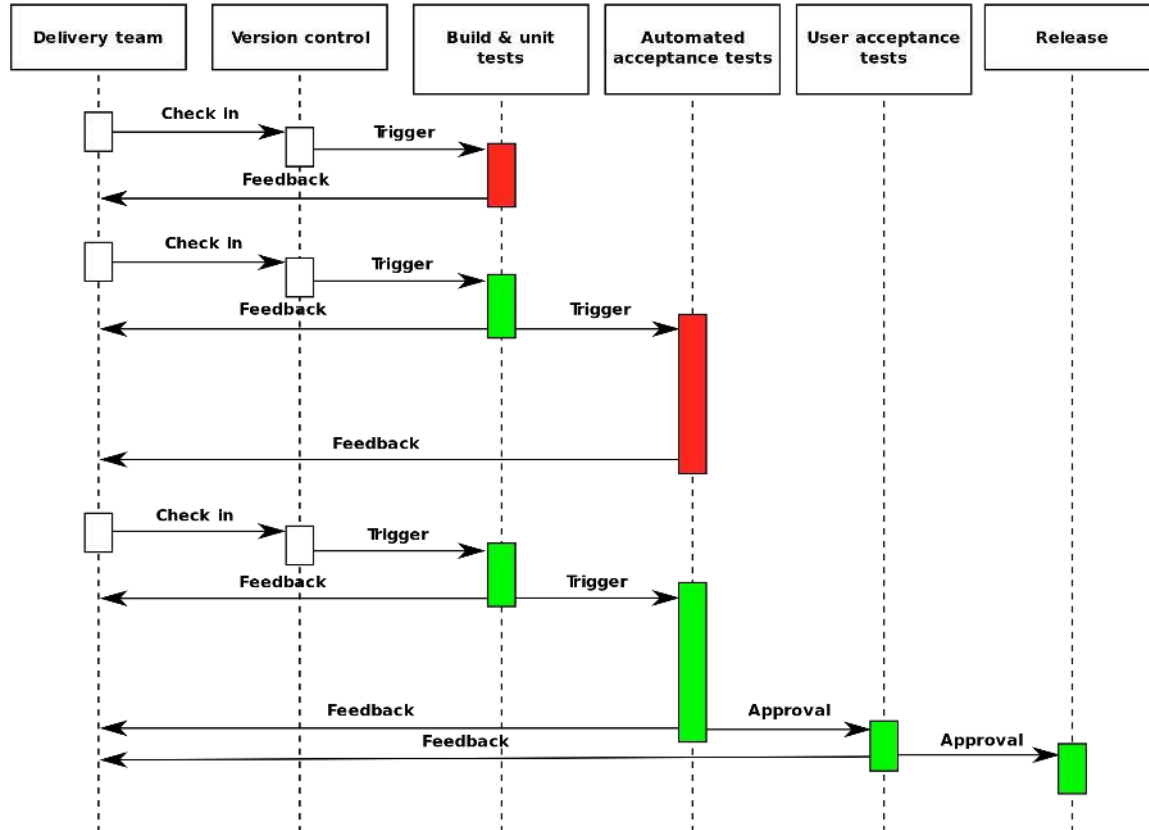 Delivery team
Version control
Build & unit
tests
Automated
acceptance tests
User acceptance
tests
Release
Check in
Trigger
Feedback
Check in
Trigger
Feedback
Trigger
Feedback
Check in
Trigger
Feedback
Trigger
Feedback
Approval
Feedback
Approval